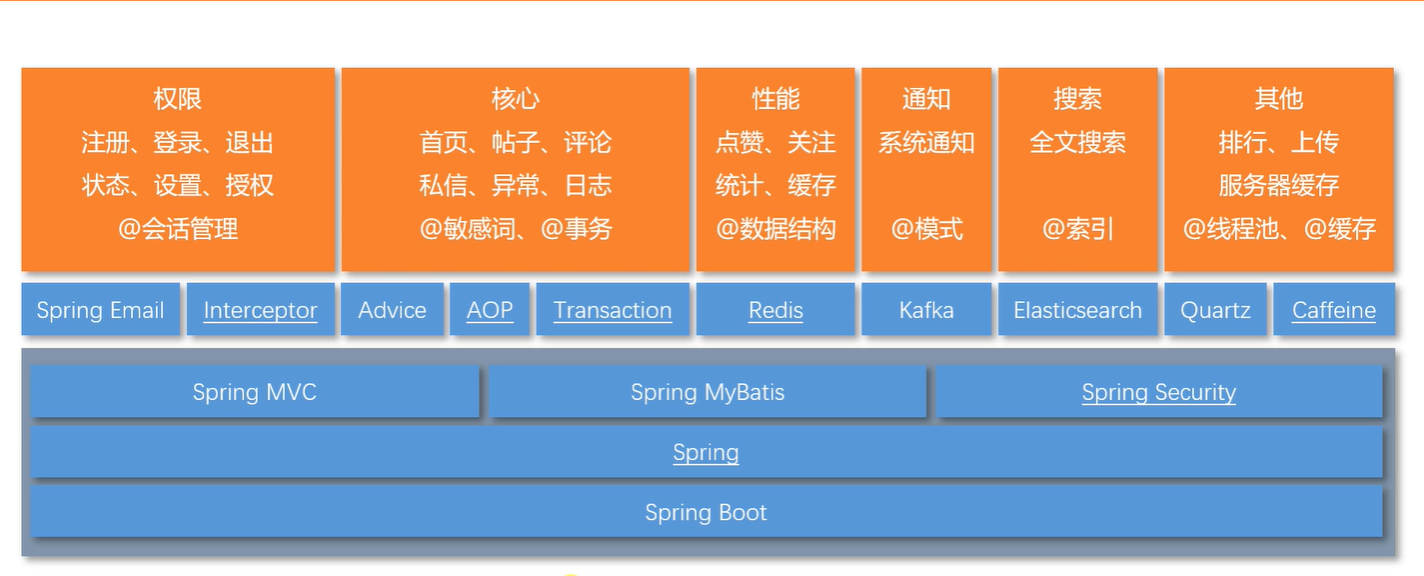 权限
注册、登录、退出
状态、设置、授权
@会话管理
核心
首页、帖子、评论
私信、异常、日志
@敏感词、@事务
性能
点赞、关注
统计、缓存
@数据结构
通知
系统通知
@模式
搜索
全文搜索
@索引
其他
排行、上传
服务器缓存
@线程池、@缓存
Spring Email
Interceptor
Advice
AOP
Transaction
Redis
Kafka
Elasticsearch
Quartz
Caffeine
Spring MVC
Spring MyBatis
Spring Security
Spring
Spring Boot